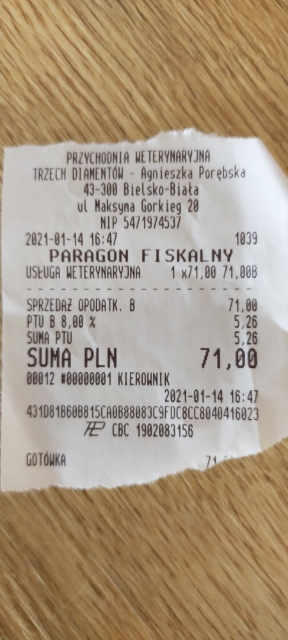 PRZYCHODNIA WETERYNARYJNA
TRZECH DIAMENTÓW - Agnieszka Porębska
43-300 Bielsko-Biała
ul Maksyma Gorkieg 20
NIP 5471974537
2021-01-14 16:47 1039
PARAGON FISKALNY
USŁUGA WETERYNARYJNA 1 x71,00 71,00B
SPRZEDAŻ OPODATK. B 71,00
PTU B 8,00 % 5,26
SUMA PTU 5,26
SUMA PLN 71,00
00012 #00000001 KIEROWNIK
2021-01-14 16:47
431D81B60B815CA0B88083C9FDC8CC8040416023
CBC 1902083156
GOTÓWKA